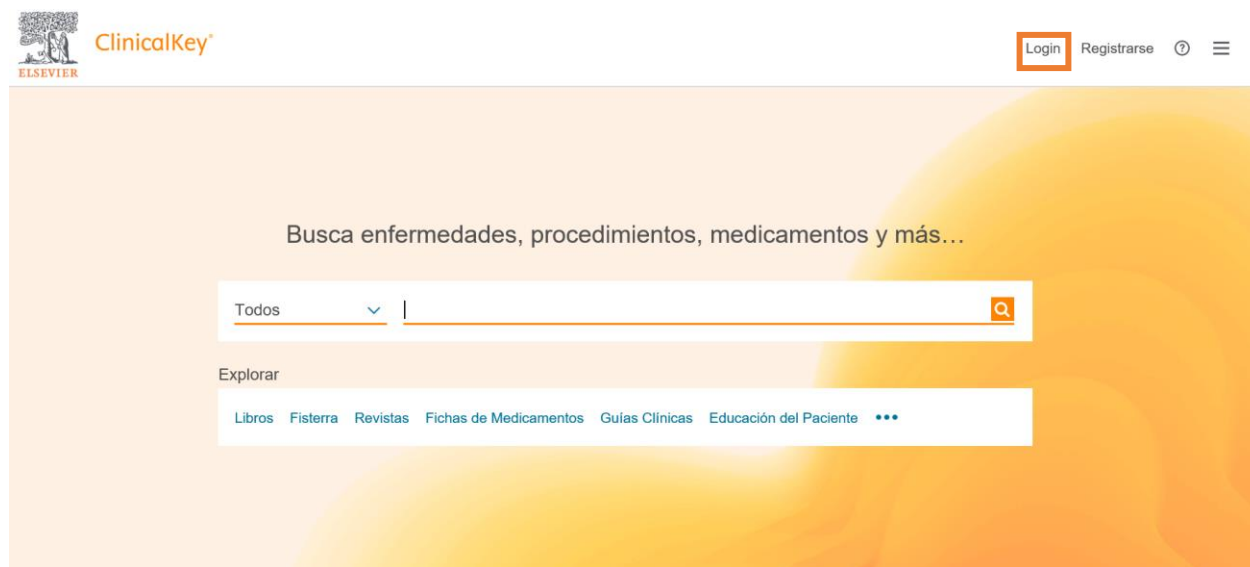 ELSEVIER
ClinicalKey®
Login Registrarse ?
Busca enfermedades, procedimientos, medicamentos y más…
Todos
Explorar
Libros Fisterra Revistas Fichas de Medicamentos Guías Clínicas Educación del Paciente •••